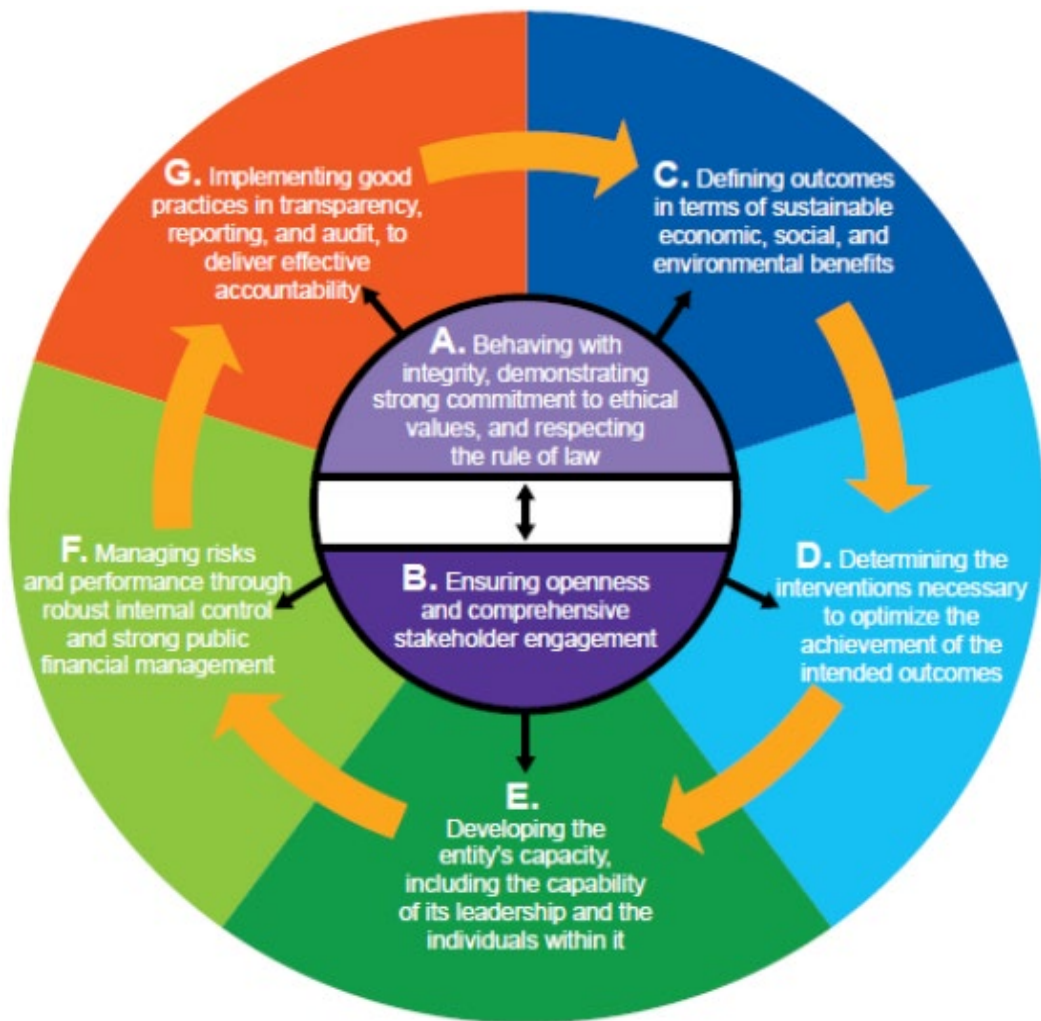 A. Behaving with
integrity, demonstrating
strong commitment to ethical
values, and respecting
the rule of law
B. Ensuring openness
and comprehensive
stakeholder engagement
C. Defining outcomes
in terms of sustainable
economic, social, and
environmental benefits
D. Determining the
interventions necessary
to optimize the
achievement of the
intended outcomes
E.
Developing the
entity's capacity,
including the capability
of its leadership and the
individuals within it
F. Managing risks
and performance through
robust internal control
and strong public
financial management
G. Implementing good
practices in transparency,
reporting, and audit, to
deliver effective
accountability